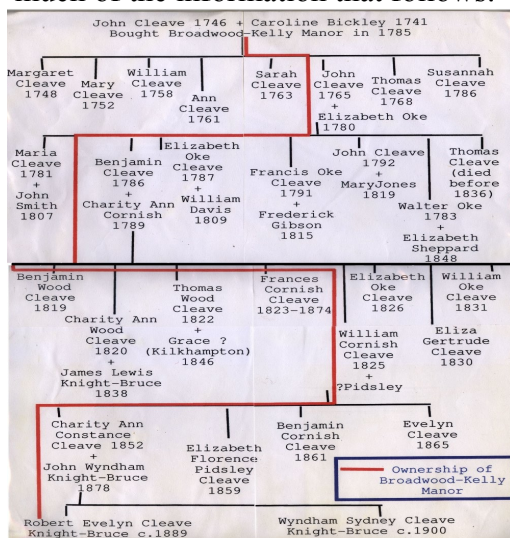 much of the information that follows.
John Cleave 1746 + Caroline Bickley 1741
Bought Broadwood-Kelly Manor in 1785
Margaret
Cleave
1748
Mary
Cleave
1752
William
Cleave
1758
Ann
Cleave
1761
Sarah
Cleave
1763
John
Cleave
1765
+
Elizabeth Oke
1780
Thomas
Cleave
1768
Susannah
Cleave
1786
Maria
Cleave
1781
+
John
Smith
1807
Benjamin
Cleave
1786
+
Charity Ann
Cornish
1789
Elizabeth
Oke
Cleave
1787
+
William
Davis
1809
Francis Oke
Cleave
1791
+
Frederick
Gibson
1815
John Cleave
1792
+
MaryJones
1819
Walter Oke
1783
+
Elizabeth
Sheppard
1848
Thomas
Cleave
(died
before
1836)
Benjamin
Wood
Cleave
1819
Charity Ann
Wood
Cleave
1820
+
James Lewis
Knight-Bruce
1838
Thomas
Wood
Cleave
1822
+
Grace ?
(Kilkhampton)
1846
Frances
Cornish
Cleave
1823-1874
William
Cornish
Cleave
1825
+
?Pidsley
Elizabeth
Oke
Cleave
1826
Eliza
Gertrude
Cleave
1830
William
Oke
Cleave
1831
Charity Ann
Constance
Cleave 1852
+
John Wyndham
Knight-Bruce
1878
Elizabeth
Florence
Pidsley
Cleave
1859
Benjamin
Cornish
Cleave
1861
Evelyn
Cleave
1865
Ownership of
Broadwood-Kelly
Manor
Robert Evelyn Cleave
Knight-Bruce c.1889
Wyndham Sydney Cleave
Knight-Bruce c.1900